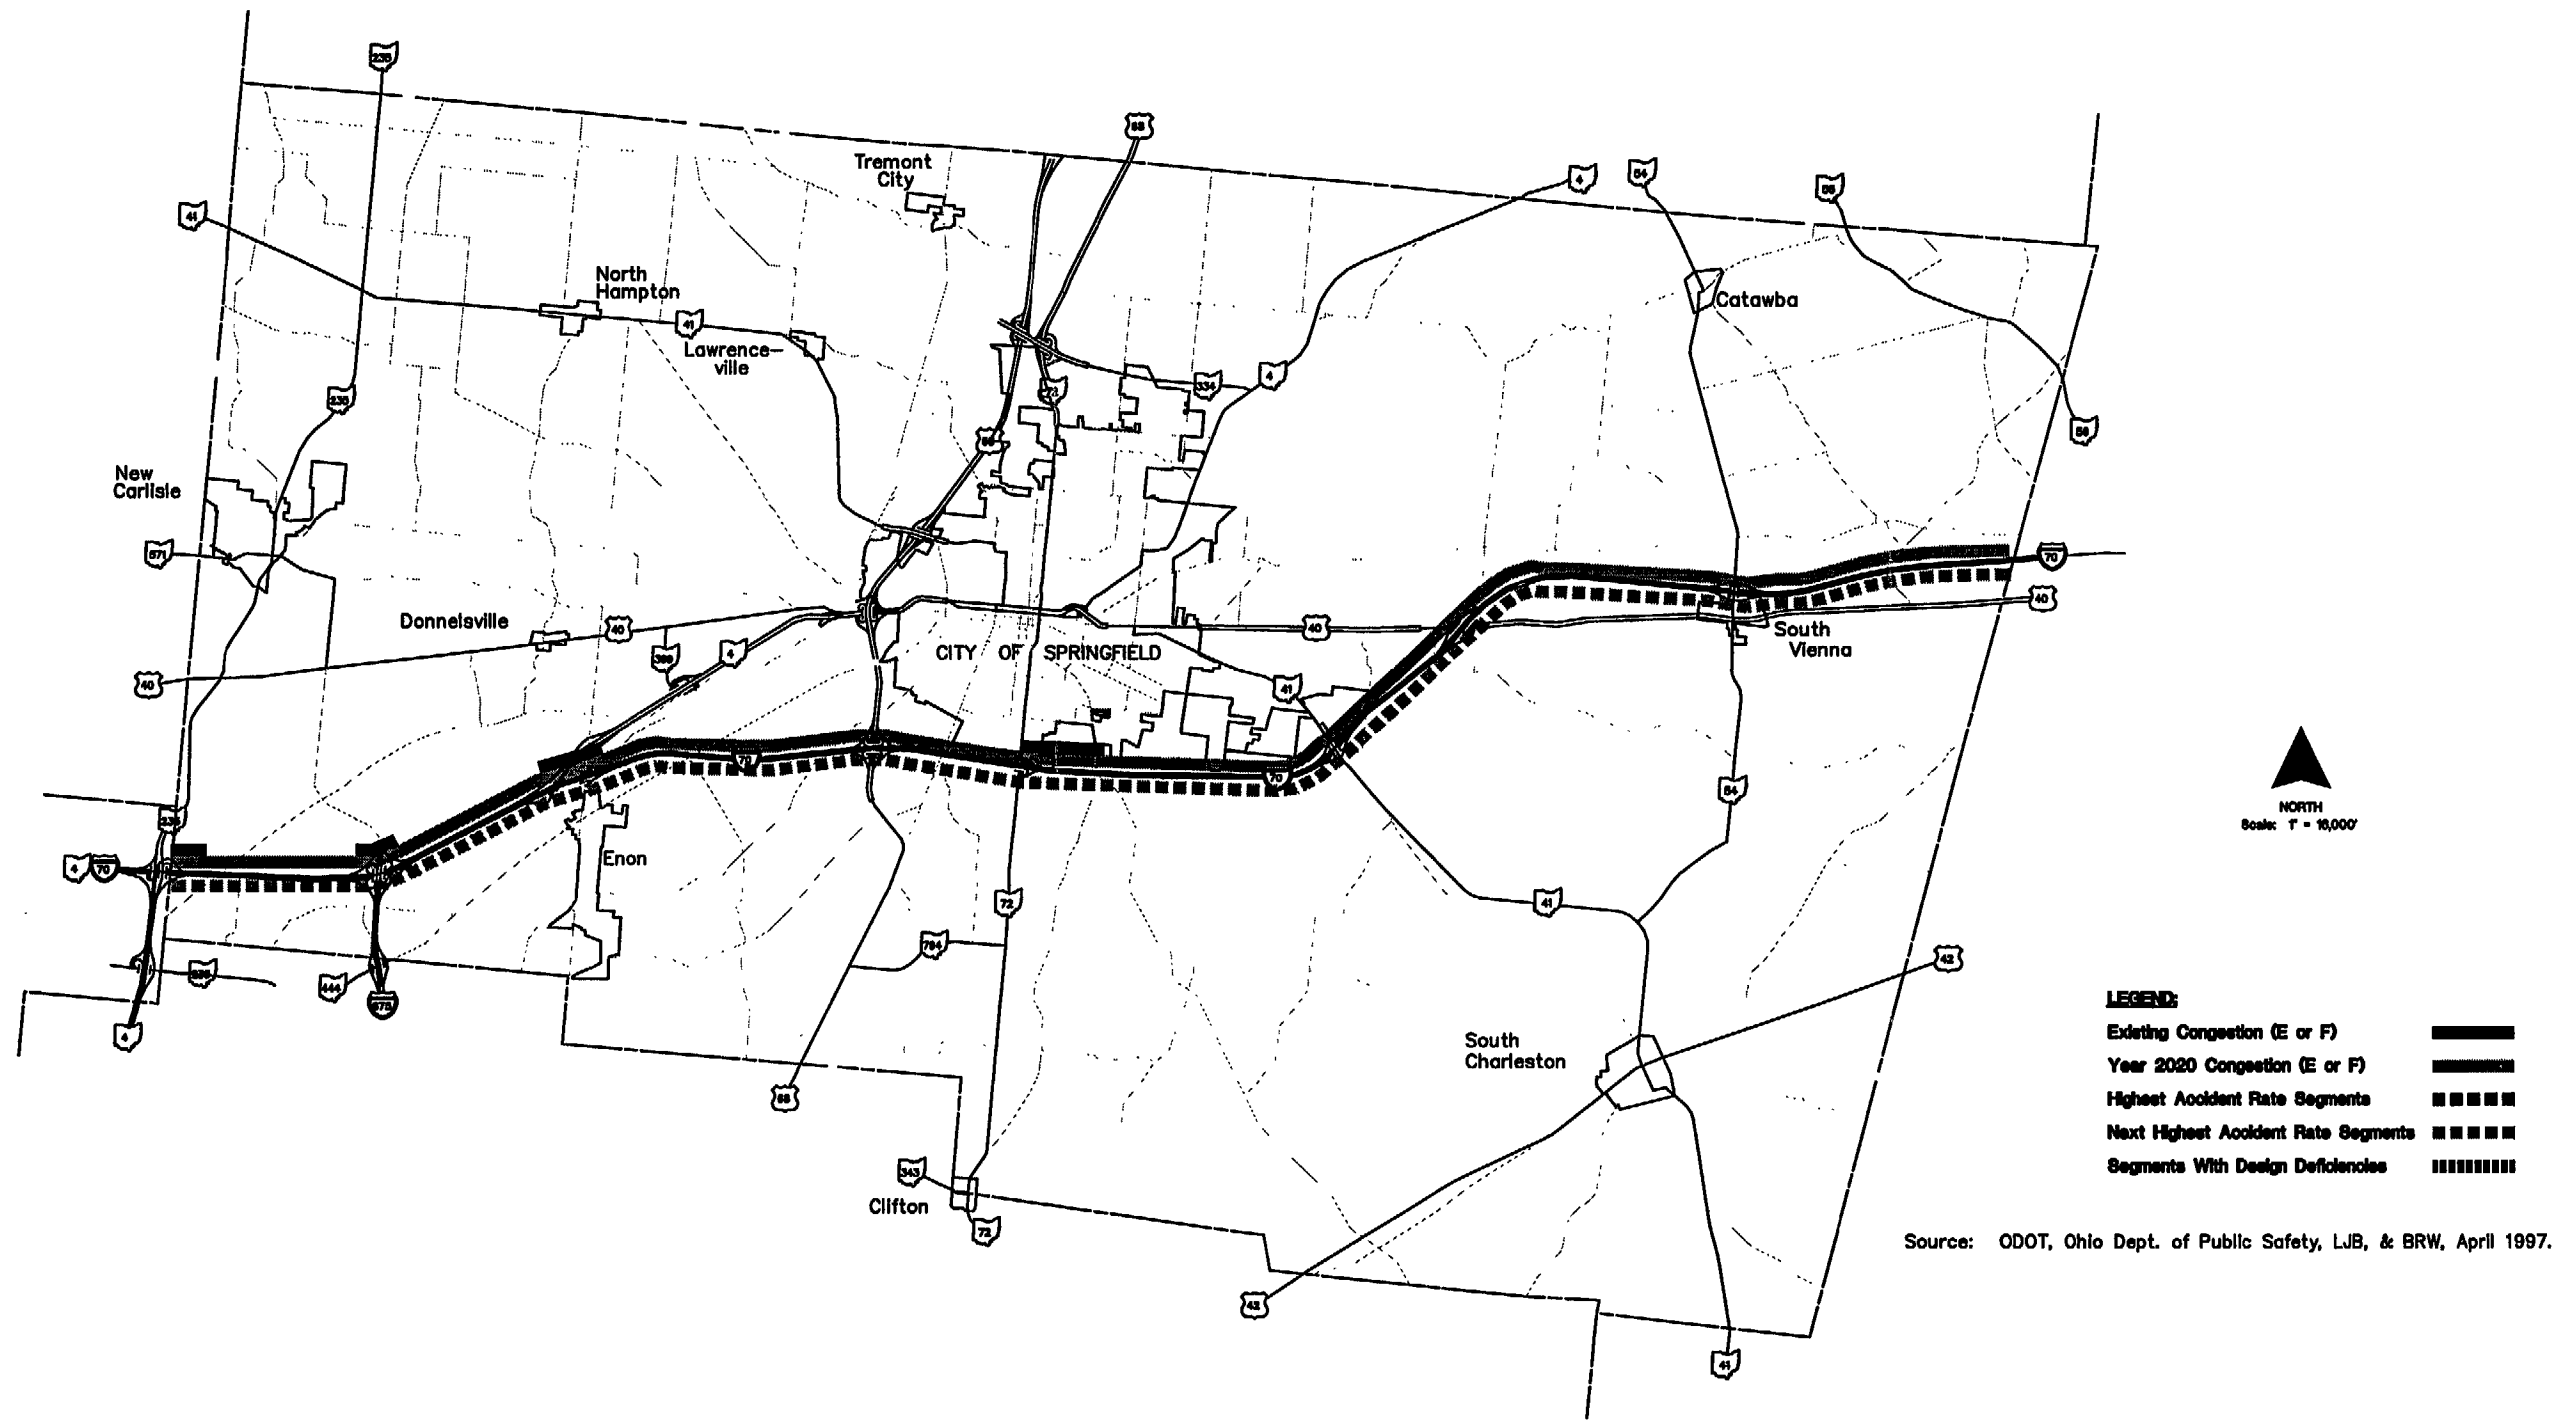 235
68
Tremont
City
4
54
56
41
North
Hampton
41
Lawrence-
ville
Catawba
334
4
72
235
68
56
New
Carlisle
571
70
40
Donnelsville
40
40
4
CITY OF SPRINGFIELD
South
Vienna
40
41
70
70
54
NORTH
Scale: 1" = 16,000'
235
4
70
Enon
72
41
794
235
444
675
42
4
LEGEND:
Existing Congestion (E or F)
Year 2020 Congestion (E or F)
Highest Accident Rate Segments
Next Highest Accident Rate Segments
Segments With Design Deficiencies
South
Charleston
68
343
Clifton
72
Source: ODOT, Ohio Dept. of Public Safety, LJB, & BRW, April 1997.
42
41